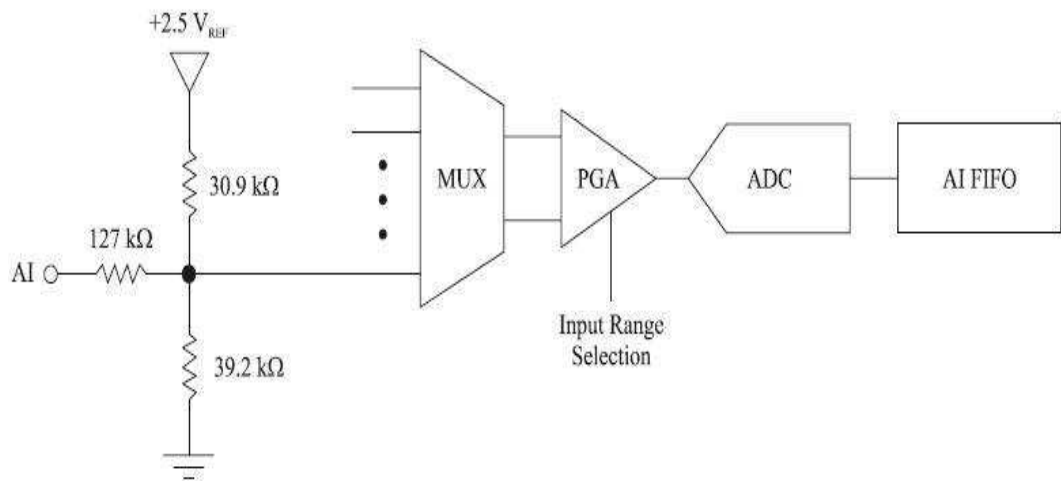 +2.5 V_REF
30.9 kΩ
127 kΩ
AI
39.2 kΩ
MUX
PGA
ADC
AI FIFO
Input Range
Selection